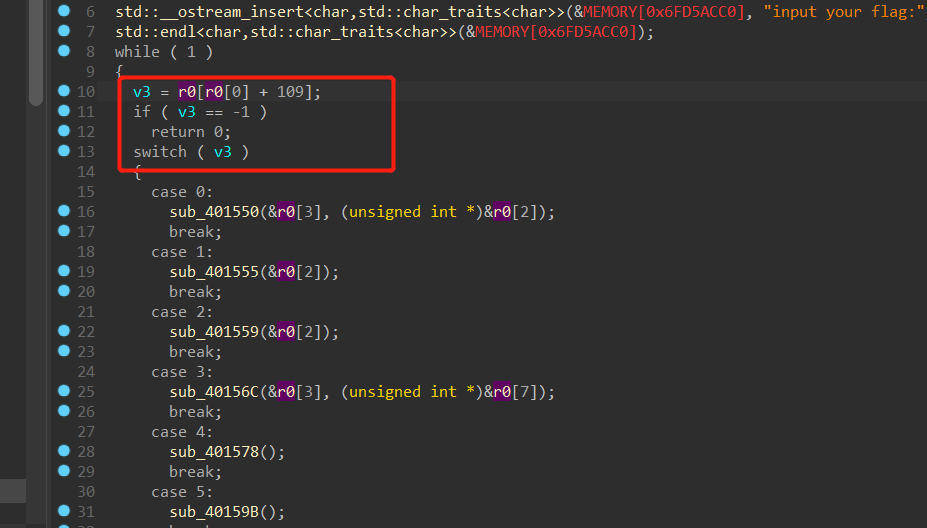 6 std::__ostream_insert<char,std::char_traits<char>>(&MEMORY[0x6FD5ACC0], "input your flag:"
7 std::endl<char,std::char_traits<char>>(&MEMORY[0x6FD5ACC0]);
8 while ( 1 )
9 {
10 v3 = r0[r0[0] + 109];
11 if ( v3 == -1 )
12 return 0;
13 switch ( v3 )
14 {
15 case 0:
16 sub_401550(&r0[3], (unsigned int *)&r0[2]);
17 break;
18 case 1:
19 sub_401555(&r0[2]);
20 break;
21 case 2:
22 sub_401559(&r0[2]);
23 break;
24 case 3:
25 sub_40156C(&r0[3], (unsigned int *)&r0[7]);
26 break;
27 case 4:
28 sub_401578();
29 break;
30 case 5:
31 sub_40159B();